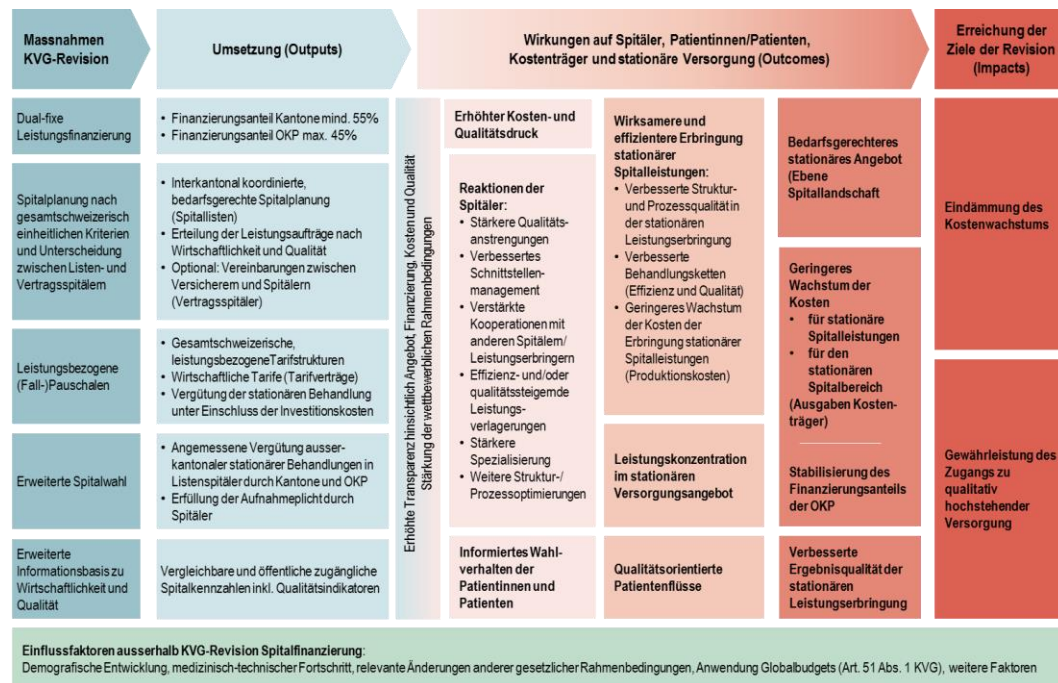 Massnahmen
KVG-Revision
Umsetzung (Outputs)
Wirkungen auf Spitäler, Patientinnen/Patienten,
Kostenträger und stationäre Versorgung (Outcomes)
Erreichung der
Ziele der Revision
(Impacts)
Dual-fixe
Leistungsfinanzierung
• Finanzierungsanteil Kantone mind. 55%
• Finanzierungsanteil OKP max. 45%
Spitalplanung nach
gesamtschweizerisch
einheitlichen Kriterien
und Unterscheidung
zwischen Listen- und
Vertragsspitälern
• Interkantonal koordinierte,
bedarfsgerechte Spitalplanung
(Spitallisten)
• Erteilung der Leistungsaufträge nach
Wirtschaftlichkeit und Qualität
• Optional: Vereinbarungen zwischen
Versicherern und Spitälern
(Vertragsspitäler)
Leistungsbezogene
(Fall-)Pauschalen
• Gesamtschweizerische,
leistungsbezogene Tarifstrukturen
• Wirtschaftliche Tarife (Tarifverträge)
• Vergütung der stationären Behandlung
unter Einschluss der Investitionskosten
Erweiterte Spitalwahl
• Angemessene Vergütung ausser-
kantonaler stationärer Behandlungen in
Listenspitäler durch Kantone und OKP
• Erfüllung der Aufnahmeplicht durch
Spitäler
Erweiterte
Informationsbasis zu
Wirtschaftlichkeit und
Qualität
Vergleichbare und öffentliche zugängliche
Spitalkennzahlen inkl. Qualitätsindikatoren
Erhöhte Transparenz hinsichtlich Angebot, Finanzierung, Kosten und Qualität
Stärkung der wettbewerblichen Rahmenbedingungen
Erhöhter Kosten- und
Qualitätsdruck
Reaktionen der
Spitäler:
• Stärkere Qualitäts-
anstrengungen
• Verbessertes
Schnittstellen-
management
• Verstärkte
Kooperationen mit
anderen Spitälern/
Leistungserbringern
• Effizienz- und/oder
qualitätssteigernde
Leistungs-
verlagerungen
• Stärkere
Spezialisierung
• Weitere Struktur-/
Prozessoptimierungen
Informiertes Wahl-
verhalten der
Patientinnen und
Patienten
Wirksamere und
effizientere Erbringung
stationärer
Spitalleistungen:
• Verbesserte Struktur-
und Prozessqualität in
der stationären
Leistungserbringung
• Verbesserte
Behandlungsketten
(Effizienz und Qualität)
• Geringeres Wachstum
der Kosten der
Erbringung stationärer
Spitalleistungen
(Produktionskosten)
Leistungskonzentration
im stationären
Versorgungsangebot
Qualitätsorientierte
Patientenflüsse
Bedarfsgerechteres
stationäres Angebot
(Ebene
Spitallandschaft)
Geringeres
Wachstum der
Kosten
• für stationäre
Spitalleistungen
• für den
stationären
Spitalbereich
(Ausgaben Kosten-
träger)
Stabilisierung des
Finanzierungsanteils
der OKP
Verbesserte
Ergebnisqualität der
stationären
Leistungserbringung
Eindämmung des
Kostenwachstums
Gewährleistung des
Zugangs zu
qualitativ
hochstehender
Versorgung
Einflussfaktoren ausserhalb KVG-Revision Spitalfinanzierung:
Demografische Entwicklung, medizinisch-technischer Fortschritt, relevante Änderungen anderer gesetzlicher Rahmenbedingungen, Anwendung Globalbudgets (Art. 51 Abs. 1 KVG), weitere Faktoren